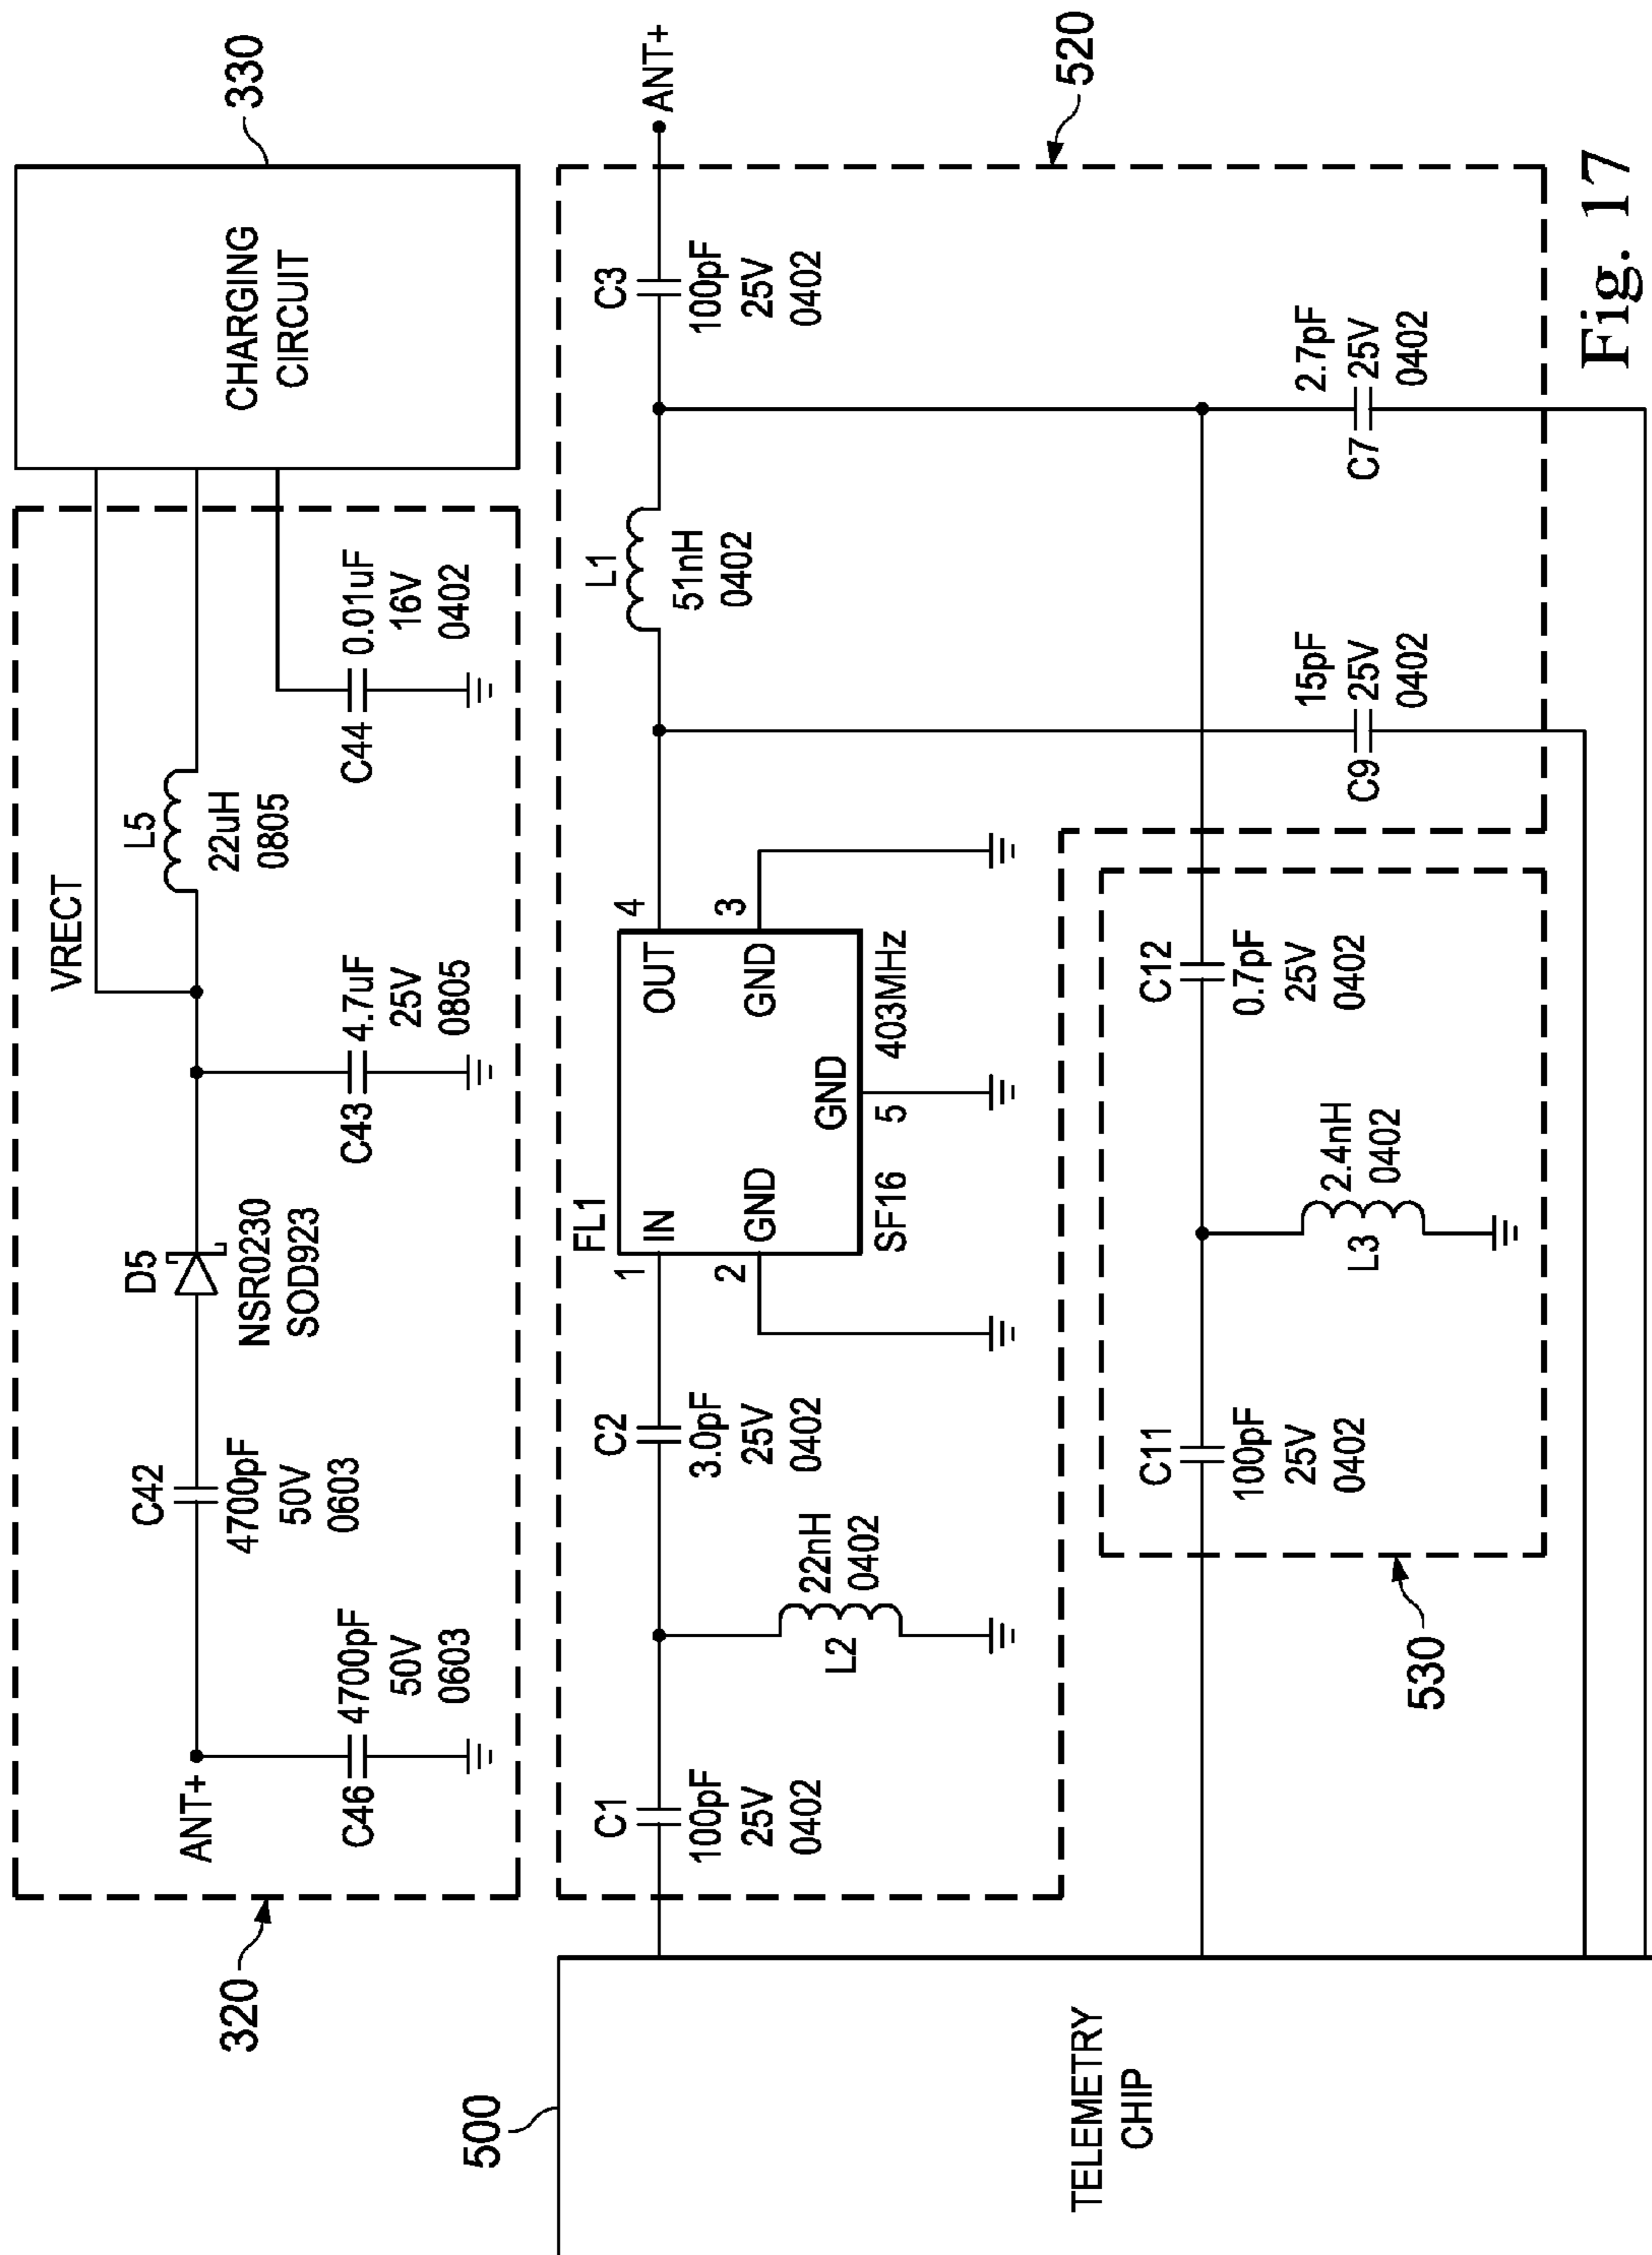 320
ANT+
C46
4700pF
50V
0603
C42
4700pF
50V
0603
D5
NSR0230
SOD923
C43
4.7uF
25V
0805
VRECT
L5
22uH
0805
C44
0.01uF
16V
0402
CHARGING
CIRCUIT
330
500
TELEMETRY
CHIP
C1
100pF
25V
0402
L2
22nH
0402
C2
3.0pF
25V
0402
FL1
1
IN
2
GND
SF16
GND
5
403MHz
OUT
4
GND
3
L1
51nH
0402
C3
100pF
25V
0402
ANT+
520
C9
15pF
25V
0402
C7
2.7pF
25V
0402
530
C11
100pF
25V
0402
L3
2.4nH
0402
C12
0.7pF
25V
0402
Fig. 17